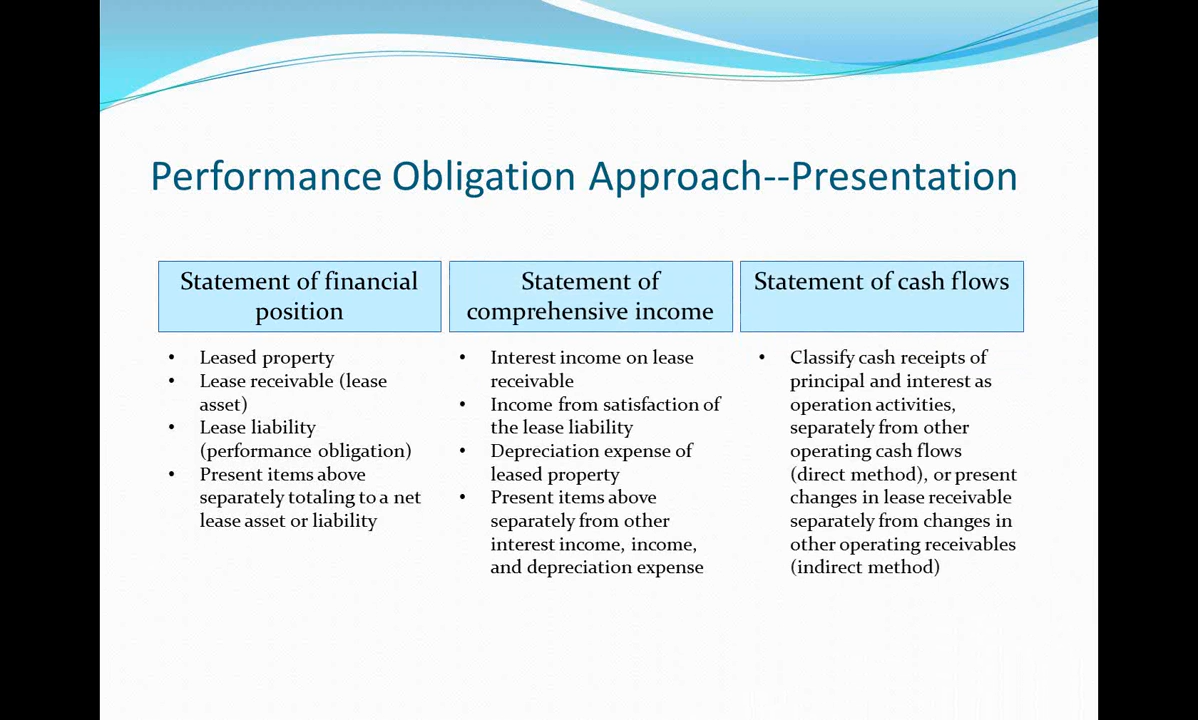 Performance Obligation Approach--Presentation
Statement of financial
position
• Leased property
• Lease receivable (lease
asset)
• Lease liability
(performance obligation)
• Present items above
separately totaling to a net
lease asset or liability
Statement of
comprehensive income
• Interest income on lease
receivable
• Income from satisfaction of
the lease liability
• Depreciation expense of
leased property
• Present items above
separately from other
interest income, income,
and depreciation expense
Statement of cash flows
• Classify cash receipts of
principal and interest as
operation activities,
separately from other
operating cash flows
(direct method), or present
changes in lease receivable
separately from changes in
other operating receivables
(indirect method)